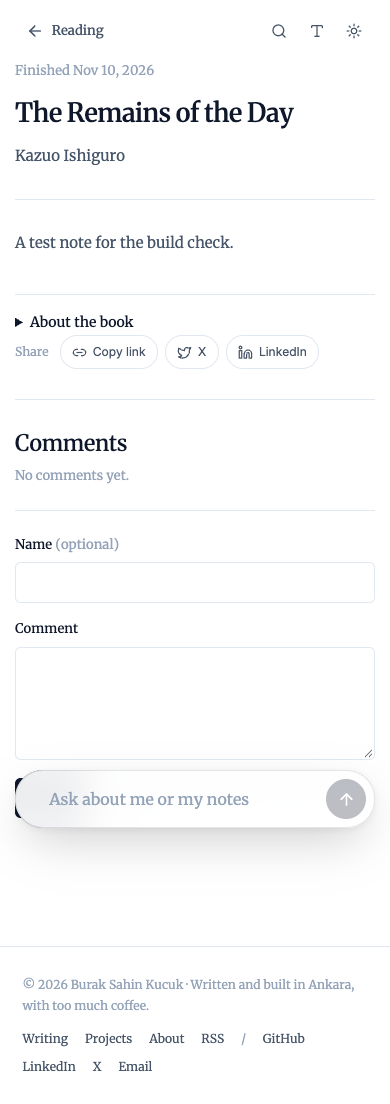 Reading
Finished Nov 10, 2026
The Remains of the Day
Kazuo Ishiguro
A test note for the build check.
About the book
Share Copy link X LinkedIn
Comments
No comments yet.
Name (optional)
Comment
Ask about me or my notes
© 2026 Burak Sahin Kucuk · Written and built in Ankara,
with too much coffee.
Writing Projects About RSS / GitHub
LinkedIn X Email